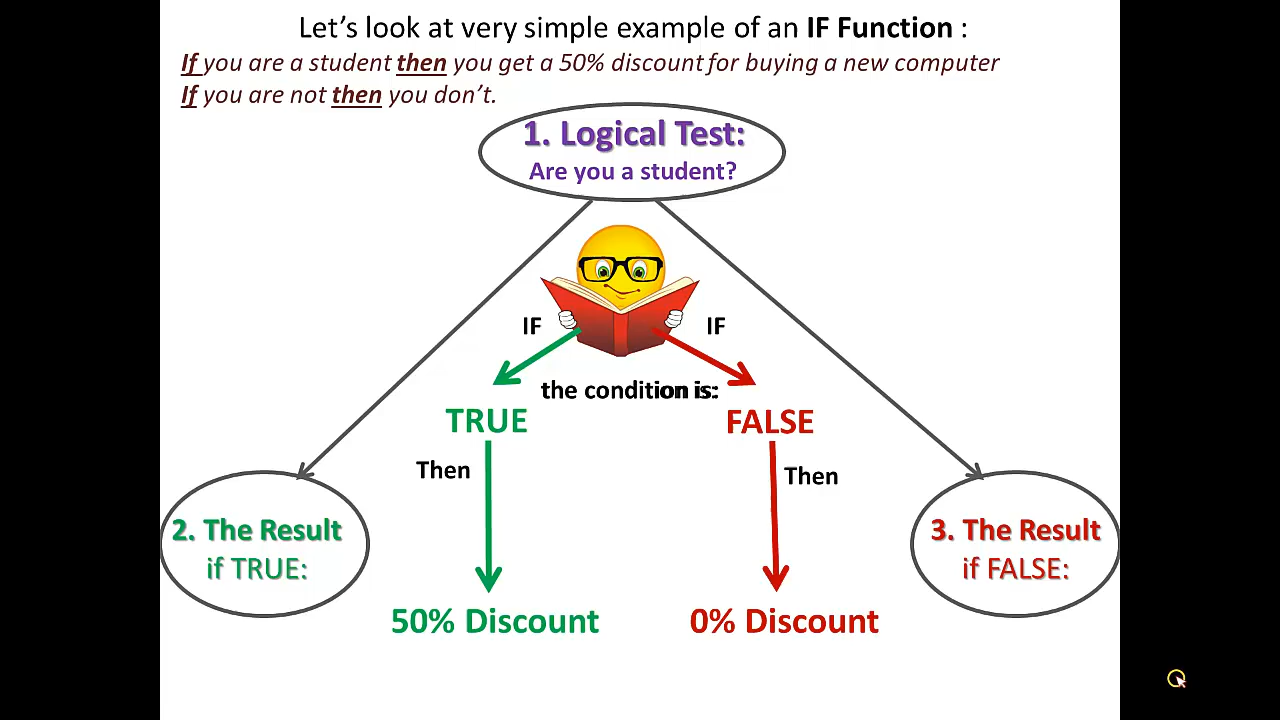 Let's look at very simple example of an IF Function :
If you are a student then you get a 50% discount for buying a new computer
If you are not then you don't.
1. Logical Test:
Are you a student?
IF IF
the condition is:
TRUE FALSE
Then Then
2. The Result 3. The Result
if TRUE: if FALSE:
50% Discount 0% Discount